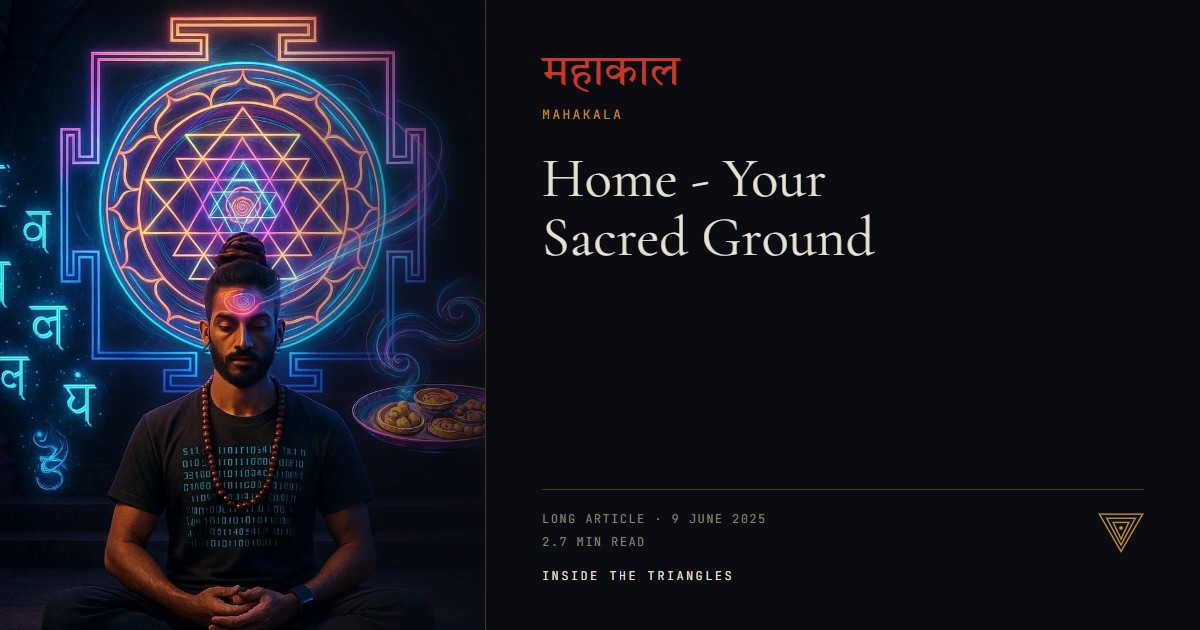 महाकाल
MAHAKALA
Home - Your
Sacred Ground
LONG ARTICLE · 9 JUNE 2025
2.7 MIN READ
INSIDE THE TRIANGLES
व
ल
ल
घं